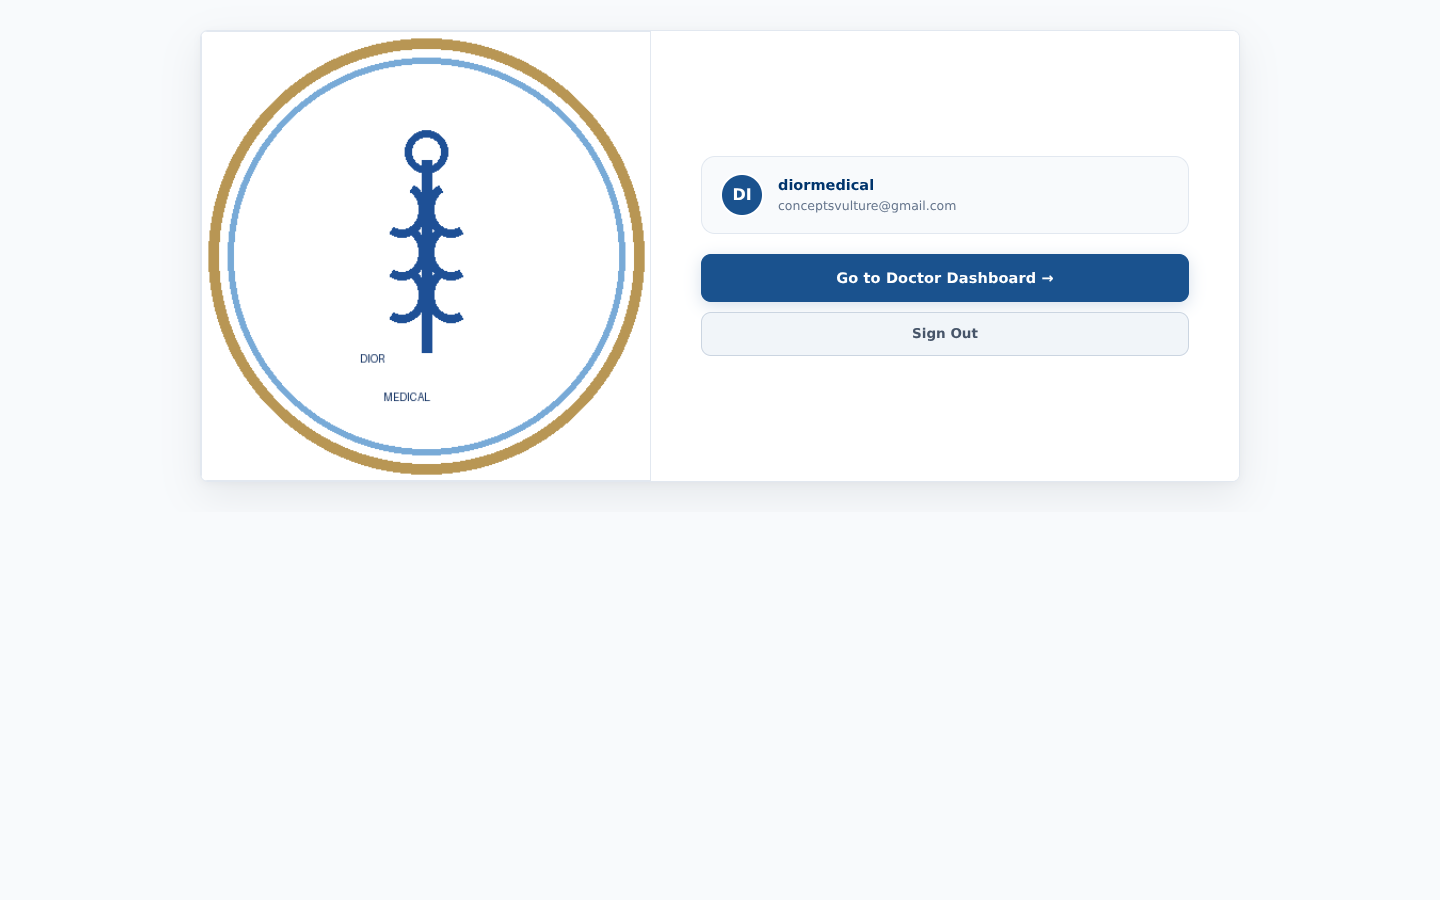 DIOR
MEDICAL
DI
diormedical
conceptsvulture@gmail.com
Go to Doctor Dashboard →
Sign Out